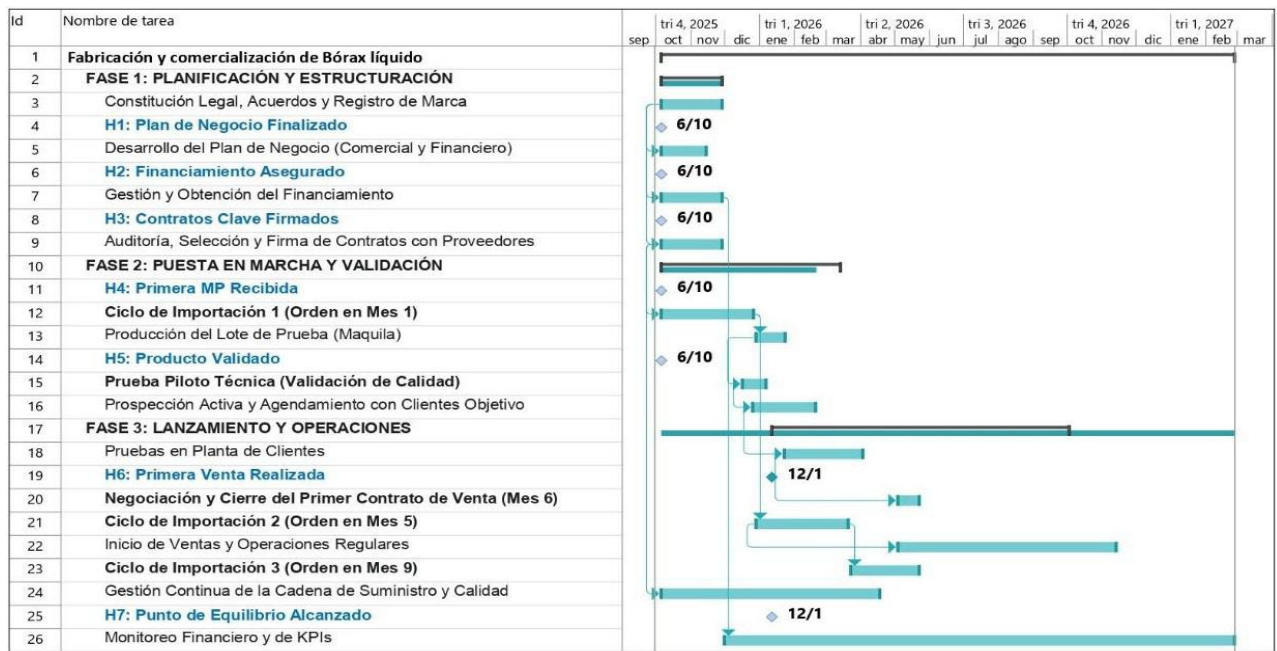 Id Nombre de tarea tri 4, 2025 tri 1, 2026 tri 2, 2026 tri 3, 2026 tri 4, 2026 tri 1, 2027
sep oct nov dic ene feb mar abr may jun jul ago sep oct nov dic ene feb mar
1 Fabricación y comercialización de Bórax líquido
2 FASE 1: PLANIFICACIÓN Y ESTRUCTURACIÓN
3 Constitución Legal, Acuerdos y Registro de Marca
4 H1: Plan de Negocio Finalizado 6/10
5 Desarrollo del Plan de Negocio (Comercial y Financiero)
6 H2: Financiamiento Asegurado 6/10
7 Gestión y Obtención del Financiamiento
8 H3: Contratos Clave Firmados 6/10
9 Auditoría, Selección y Firma de Contratos con Proveedores
10 FASE 2: PUESTA EN MARCHA Y VALIDACIÓN
11 H4: Primera MP Recibida 6/10
12 Ciclo de Importación 1 (Orden en Mes 1)
13 Producción del Lote de Prueba (Maquila)
14 H5: Producto Validado 6/10
15 Prueba Piloto Técnica (Validación de Calidad)
16 Prospección Activa y Agendamiento con Clientes Objetivo
17 FASE 3: LANZAMIENTO Y OPERACIONES
18 Pruebas en Planta de Clientes
19 H6: Primera Venta Realizada 12/1
20 Negociación y Cierre del Primer Contrato de Venta (Mes 6)
21 Ciclo de Importación 2 (Orden en Mes 5)
22 Inicio de Ventas y Operaciones Regulares
23 Ciclo de Importación 3 (Orden en Mes 9)
24 Gestión Continua de la Cadena de Suministro y Calidad
25 H7: Punto de Equilibrio Alcanzado 12/1
26 Monitoreo Financiero y de KPIs